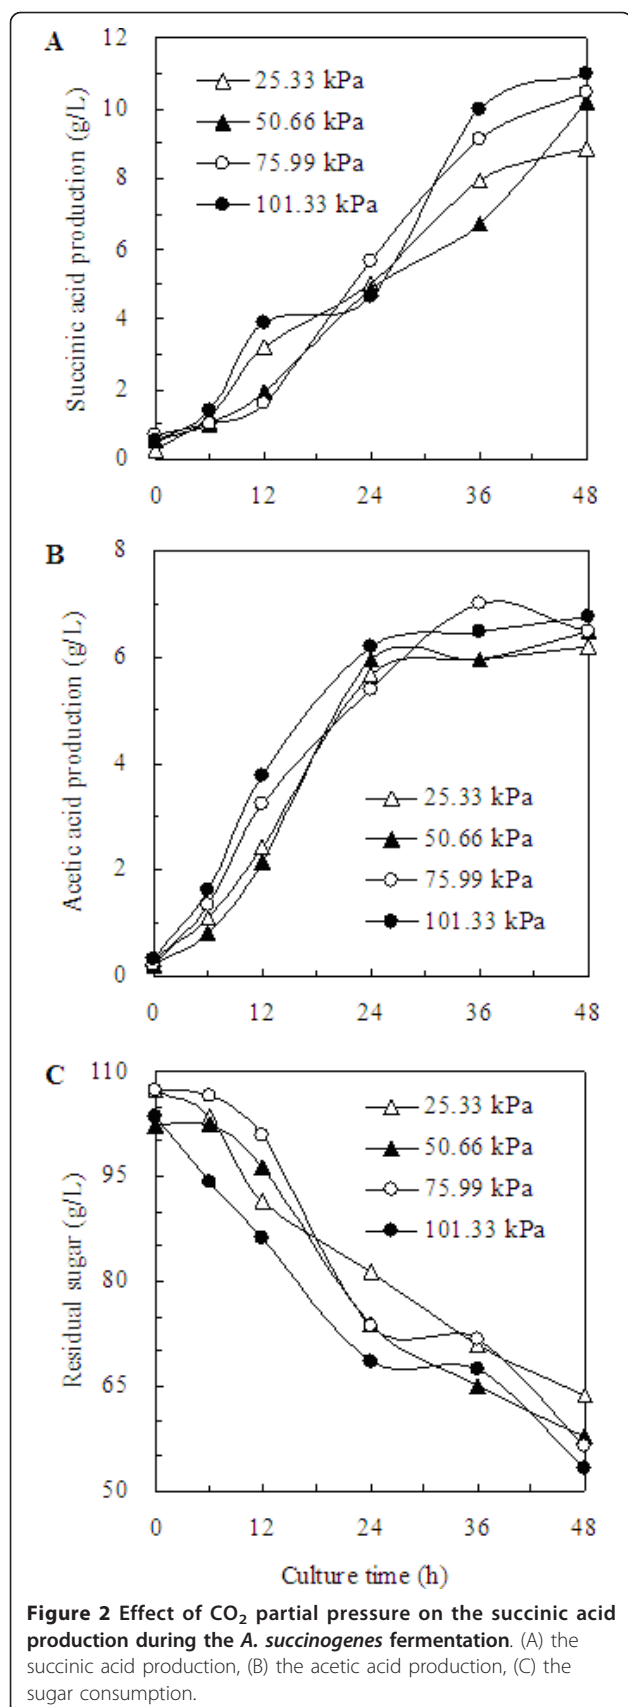 A
12
10
8
6
4
2
0
Succinic acid production (g/L)
25.33 kPa
50.66 kPa
75.99 kPa
101.33 kPa
0 12 24 36 48
B
8
6
4
2
0
Acetic acid production (g/L)
25.33 kPa
50.66 kPa
75.99 kPa
101.33 kPa
0 12 24 36 48
C
110
95
80
65
50
Residual sugar (g/L)
25.33 kPa
50.66 kPa
75.99 kPa
101.33 kPa
0 12 24 36 48
Culture time (h)
Figure 2 Effect of CO₂ partial pressure on the succinic acid
production during the A. succinogenes fermentation. (A) the
succinic acid production, (B) the acetic acid production, (C) the
sugar consumption.